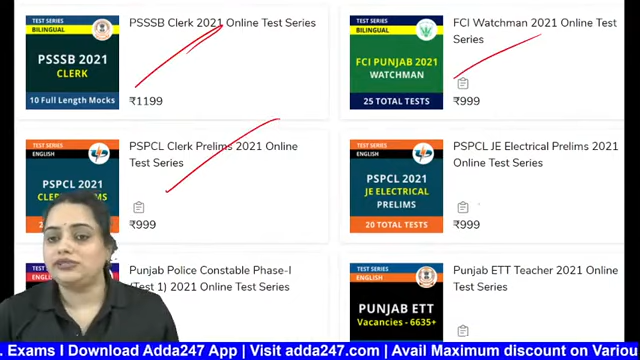 TEST SERIES
BILINGUAL
PSSSB 2021
CLERK
10 Full Length Mocks
PSSSB Clerk 2021 Online Test Series
₹1199
TEST SERIES
BILINGUAL
FCI PUNJAB 2021
WATCHMAN
25 TOTAL TESTS
FCI Watchman 2021 Online Test
Series
₹999
TEST SERIES
ENGLISH
PSPCL 2021
PSPCL Clerk Prelims 2021 Online
Test Series
₹999
TEST SERIES
ENGLISH
PSPCL 2021
JE ELECTRICAL
PRELIMS
20 TOTAL TESTS
PSPCL JE Electrical Prelims 2021
Online Test Series
₹999
TEST SERIES
Punjab Police Constable Phase-I
(Test 1) 2021 Online Test Series
TEST SERIES
ENGLISH
PUNJAB ETT
Vacancies - 6635+
Punjab ETT Teacher 2021 Online
Test Series
. Exams I Download Adda247 App | Visit adda247.com | Avail Maximum discount on Variou